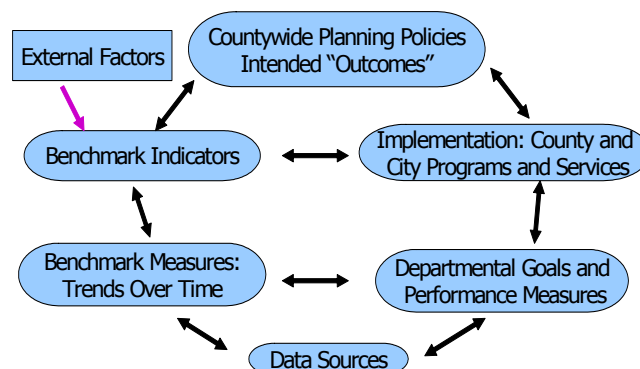 External Factors
Countywide Planning Policies
Intended “Outcomes”
Benchmark Indicators
Implementation: County and
City Programs and Services
Benchmark Measures:
Trends Over Time
Departmental Goals and
Performance Measures
Data Sources